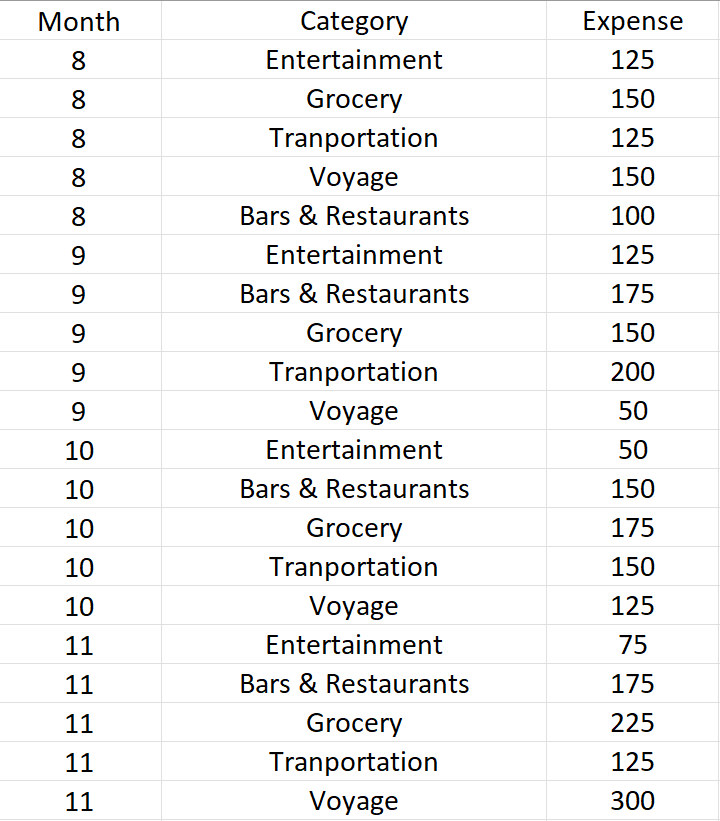 Month Category Expense
8 Entertainment 125
8 Grocery 150
8 Tranportation 125
8 Voyage 150
8 Bars & Restaurants 100
9 Entertainment 125
9 Bars & Restaurants 175
9 Grocery 150
9 Tranportation 200
9 Voyage 50
10 Entertainment 50
10 Bars & Restaurants 150
10 Grocery 175
10 Tranportation 150
10 Voyage 125
11 Entertainment 75
11 Bars & Restaurants 175
11 Grocery 225
11 Tranportation 125
11 Voyage 300